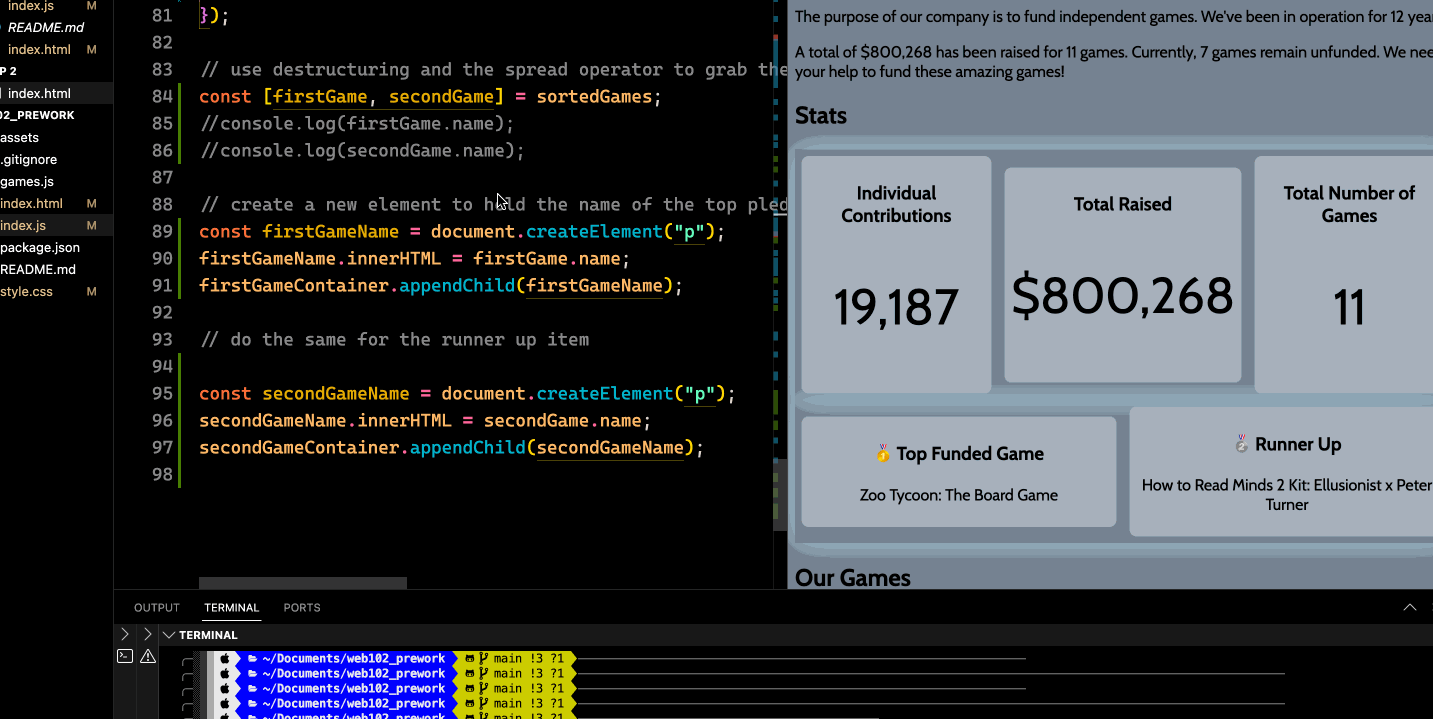 index.js M
README.md
index.html M
P 2
index.html
02_PREWORK
assets
.gitignore
games.js
index.html M
index.js M
package.json
README.md
style.css M
81 });
82
83 // use destructuring and the spread operator to grab the
84 const [firstGame, secondGame] = sortedGames;
85 //console.log(firstGame.name);
86 //console.log(secondGame.name);
87
88 // create a new element to hold the name of the top pled
89 const firstGameName = document.createElement("p");
90 firstGameName.innerHTML = firstGame.name;
91 firstGameContainer.appendChild(firstGameName);
92
93 // do the same for the runner up item
94
95 const secondGameName = document.createElement("p");
96 secondGameName.innerHTML = secondGame.name;
97 secondGameContainer.appendChild(secondGameName);
98
The purpose of our company is to fund independent games. We've been in operation for 12 year
A total of $800,268 has been raised for 11 games. Currently, 7 games remain unfunded. We nee
your help to fund these amazing games!
Stats
Individual
Contributions
19,187
Total Raised
$800,268
Total Number of
Games
11
🥇 Top Funded Game
Zoo Tycoon: The Board Game
🥈 Runner Up
How to Read Minds 2 Kit: Ellusionist x Peter
Turner
Our Games
OUTPUT TERMINAL PORTS
TERMINAL
~/Documents/web102_prework main !3 ?1
~/Documents/web102_prework main !3 ?1
~/Documents/web102_prework main !3 ?1
~/Documents/web102_prework main !3 ?1
~/Documents/web102_prework main !3 ?1